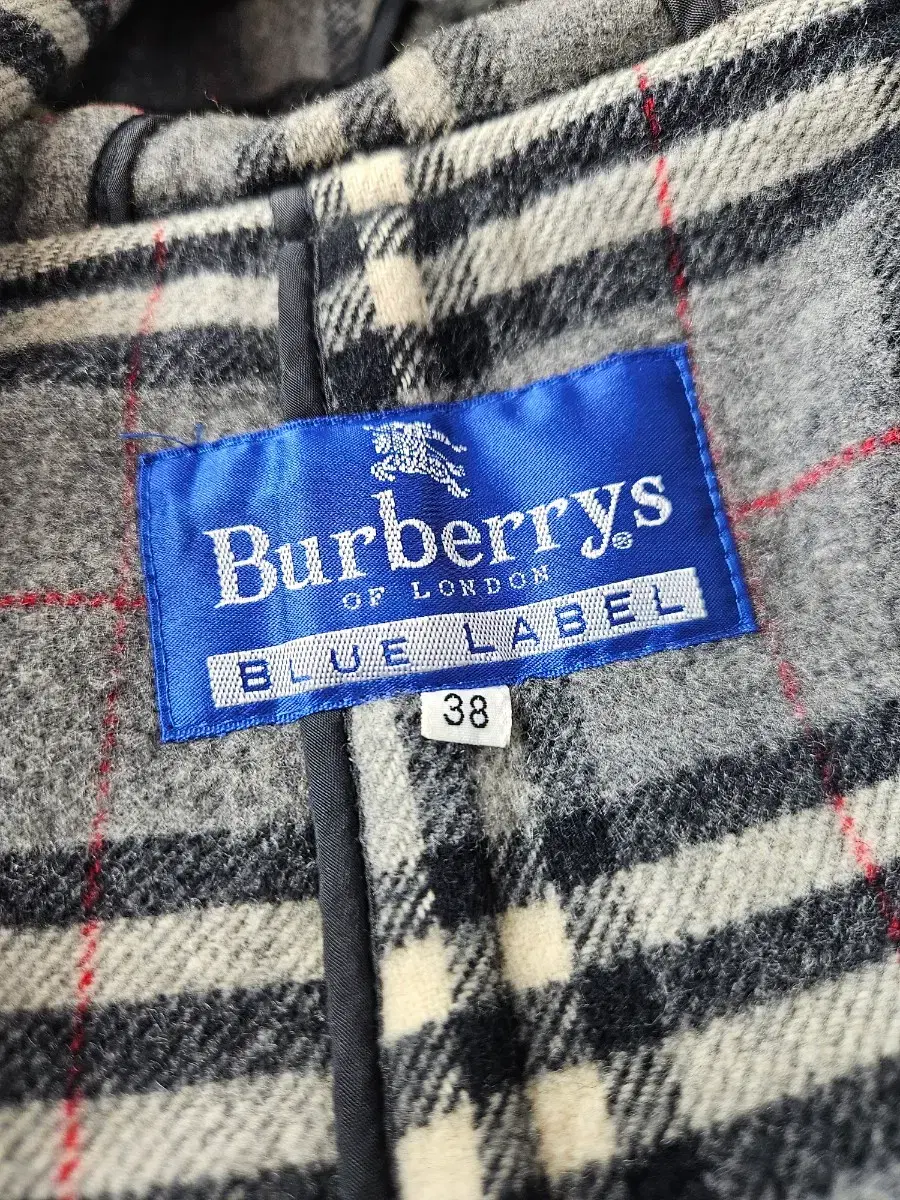 Burberrys®
OF LONDON
BLUE LABEL
38